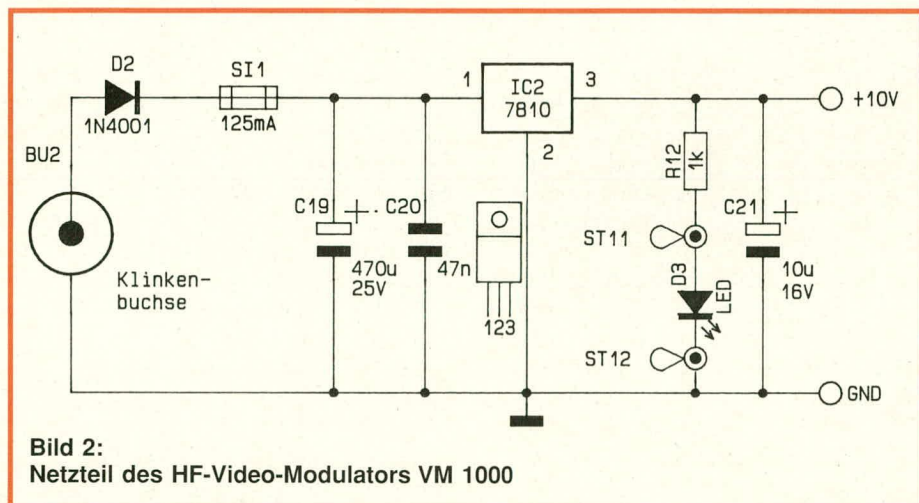 D2
1N4001
SI1
125mA
1
IC2
7810
3
+10V
2
BU2
Klinken-
buchse
C19
+
470u
25V
C20
47n
123
R12
1k
ST11
D3
LED
ST12
C21
+
10u
16V
GND
Bild 2:
Netzteil des HF-Video-Modulators VM 1000